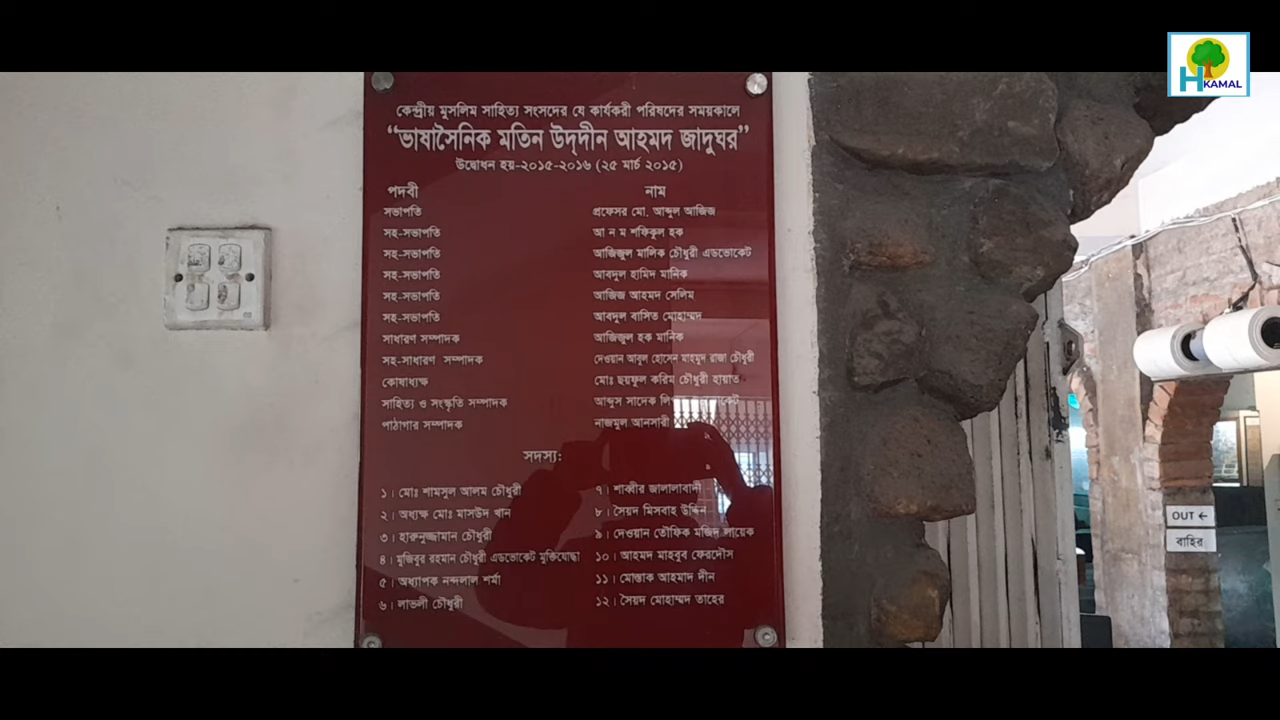 H KAMAL
কেন্দ্রীয় মুসলিম সাহিত্য সংসদের যে কার্যকরী পরিষদের সময়কালে
“ভাষাসৈনিক মতিন উদ্‌দীন আহমদ জাদুঘর”
উদ্বোধন হয়-২০১৫-২০১৬ (২৫ মার্চ ২০১৫)
পদবী নাম
সভাপতি প্রফেসর মো. আব্দুল আজিজ
সহ-সভাপতি আ ন ম শফিকুল হক
সহ-সভাপতি আজিজুল মালিক চৌধুরী এডভোকেট
সহ-সভাপতি আবদুল হামিদ মানিক
সহ-সভাপতি আজিজ আহমদ সেলিম
সহ-সভাপতি আবদুল বাসিত মোহাম্মদ
সাধারণ সম্পাদক আজিজুল হক মানিক
সহ-সাধারণ সম্পাদক দেওয়ান আবুল হোসেন মাহমুদ রাজা চৌধুরী
কোষাধ্যক্ষ মোঃ ছয়ফুল করিম চৌধুরী হায়াত
সাহিত্য ও সংস্কৃতি সম্পাদক আব্দুস সাদেক
পাঠাগার সম্পাদক নাজমুল আনসারী
সদস্য:
১। মোঃ শামসুল আলম চৌধুরী ৭। শাব্বীর জালালাবাদী
২। অধ্যক্ষ মোঃ মাসউদ খান ৮। সৈয়দ মিসবাহ উদ্দিন
৩। হারুনুজ্জামান চৌধুরী ৯। দেওয়ান তৌফিক মজিদ লায়েক
৪। মুজিবুর রহমান চৌধুরী এডভোকেট মুক্তিযোদ্ধা ১০। আহমদ মাহবুব ফেরদৌস
৫। অধ্যাপক নন্দলাল শর্মা ১১। মোস্তাক আহমাদ দীন
৬। লাভলী চৌধুরী ১২। সৈয়দ মোহাম্মদ তাহের
OUT ←
বাহির